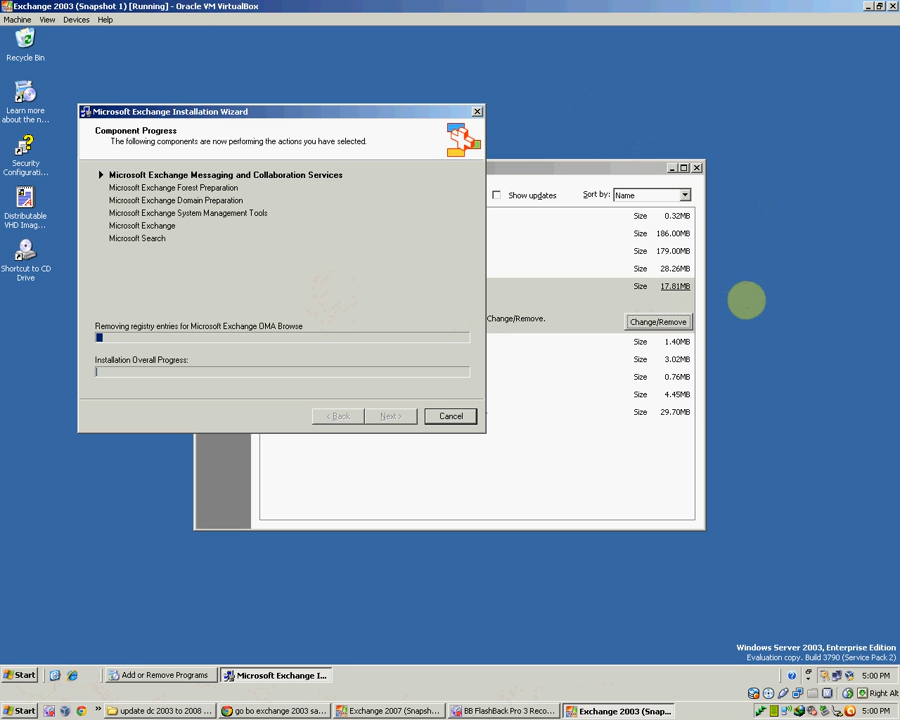 Exchange 2003 (Snapshot 1) [Running] - Oracle VM VirtualBox
Machine View Devices Help
Recycle Bin
Learn more
about the n...
Security
Configurati...
Distributable
VHD Imag...
Shortcut to CD
Drive
Microsoft Exchange Installation Wizard
Component Progress
The following components are now performing the actions you have selected.
Microsoft Exchange Messaging and Collaboration Services
Microsoft Exchange Forest Preparation
Microsoft Exchange Domain Preparation
Microsoft Exchange System Management Tools
Microsoft Exchange
Microsoft Search
Removing registry entries for Microsoft Exchange OMA Browse
Installation Overall Progress:
< Back Next > Cancel
Show updates Sort by: Name
Size 0.32MB
Size 186.00MB
Size 179.00MB
Size 28.26MB
Size 17.81MB
Change/Remove. Change/Remove
Size 1.40MB
Size 3.02MB
Size 0.76MB
Size 4.45MB
Size 29.70MB
Windows Server 2003, Enterprise Edition
Evaluation copy. Build 3790 (Service Pack 2)
Start Add or Remove Programs Microsoft Exchange I... 5:00 PM
Right Alt
Start » update dc 2003 to 2008 ... go bo exchange 2003 sa... Exchange 2007 (Snapsh... BB FlashBack Pro 3 Reco... Exchange 2003 (Snap... 5:00 PM